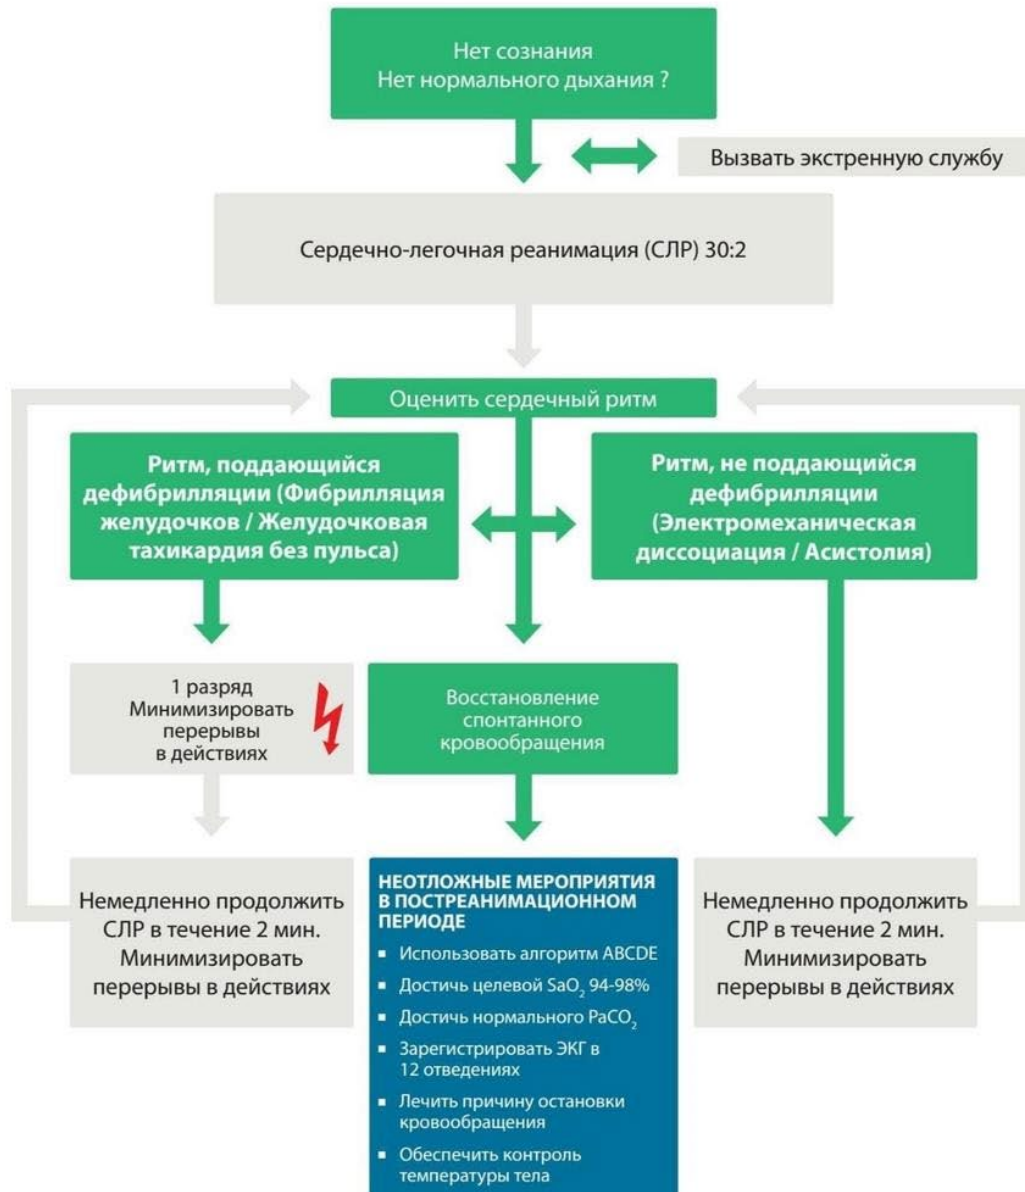 Нет сознания
Нет нормального дыхания ?
Вызвать экстренную службу
Сердечно-легочная реанимация (СЛР) 30:2
Оценить сердечный ритм
Ритм, поддающийся
дефибрилляции (Фибрилляция
желудочков / Желудочковая
тахикардия без пульса)
Ритм, не поддающийся
дефибрилляции
(Электромеханическая
диссоциация / Асистолия)
1 разряд
Минимизировать
перерывы
в действиях
Восстановление
спонтанного
кровообращения
Немедленно продолжить
СЛР в течение 2 мин.
Минимизировать
перерывы в действиях
НЕОТЛОЖНЫЕ МЕРОПРИЯТИЯ
В ПОСТРЕАНИМАЦИОННОМ
ПЕРИОДЕ
▪ Использовать алгоритм ABCDE
▪ Достичь целевой SaO₂ 94-98%
▪ Достичь нормального PaCO₂
▪ Зарегистрировать ЭКГ в
12 отведениях
▪ Лечить причину остановки
кровообращения
▪ Обеспечить контроль
температуры тела
Немедленно продолжить
СЛР в течение 2 мин.
Минимизировать
перерывы в действиях